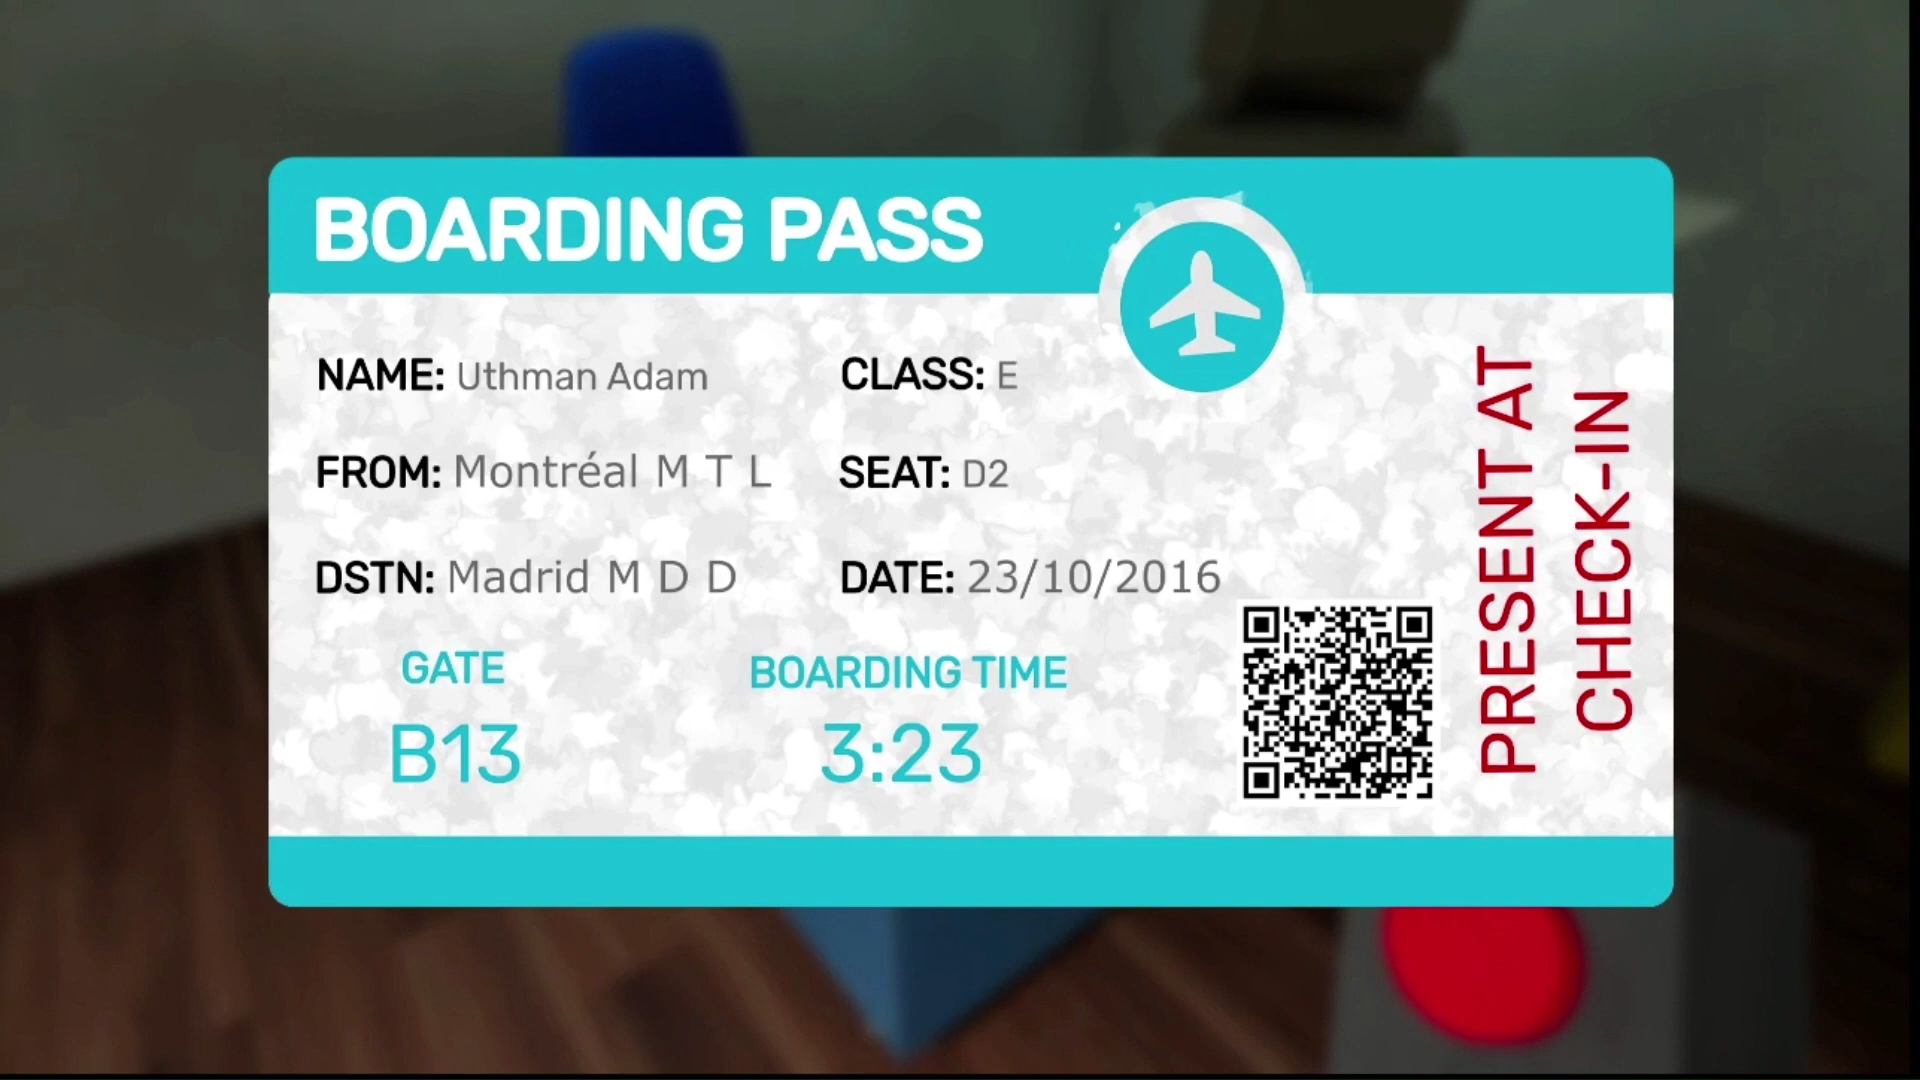 BOARDING PASS
NAME: Uthman Adam
CLASS: E
FROM: Montréal M T L
SEAT: D2
DSTN: Madrid M D D
DATE: 23/10/2016
GATE
BOARDING TIME
B13
3:23
PRESENT AT
CHECK-IN